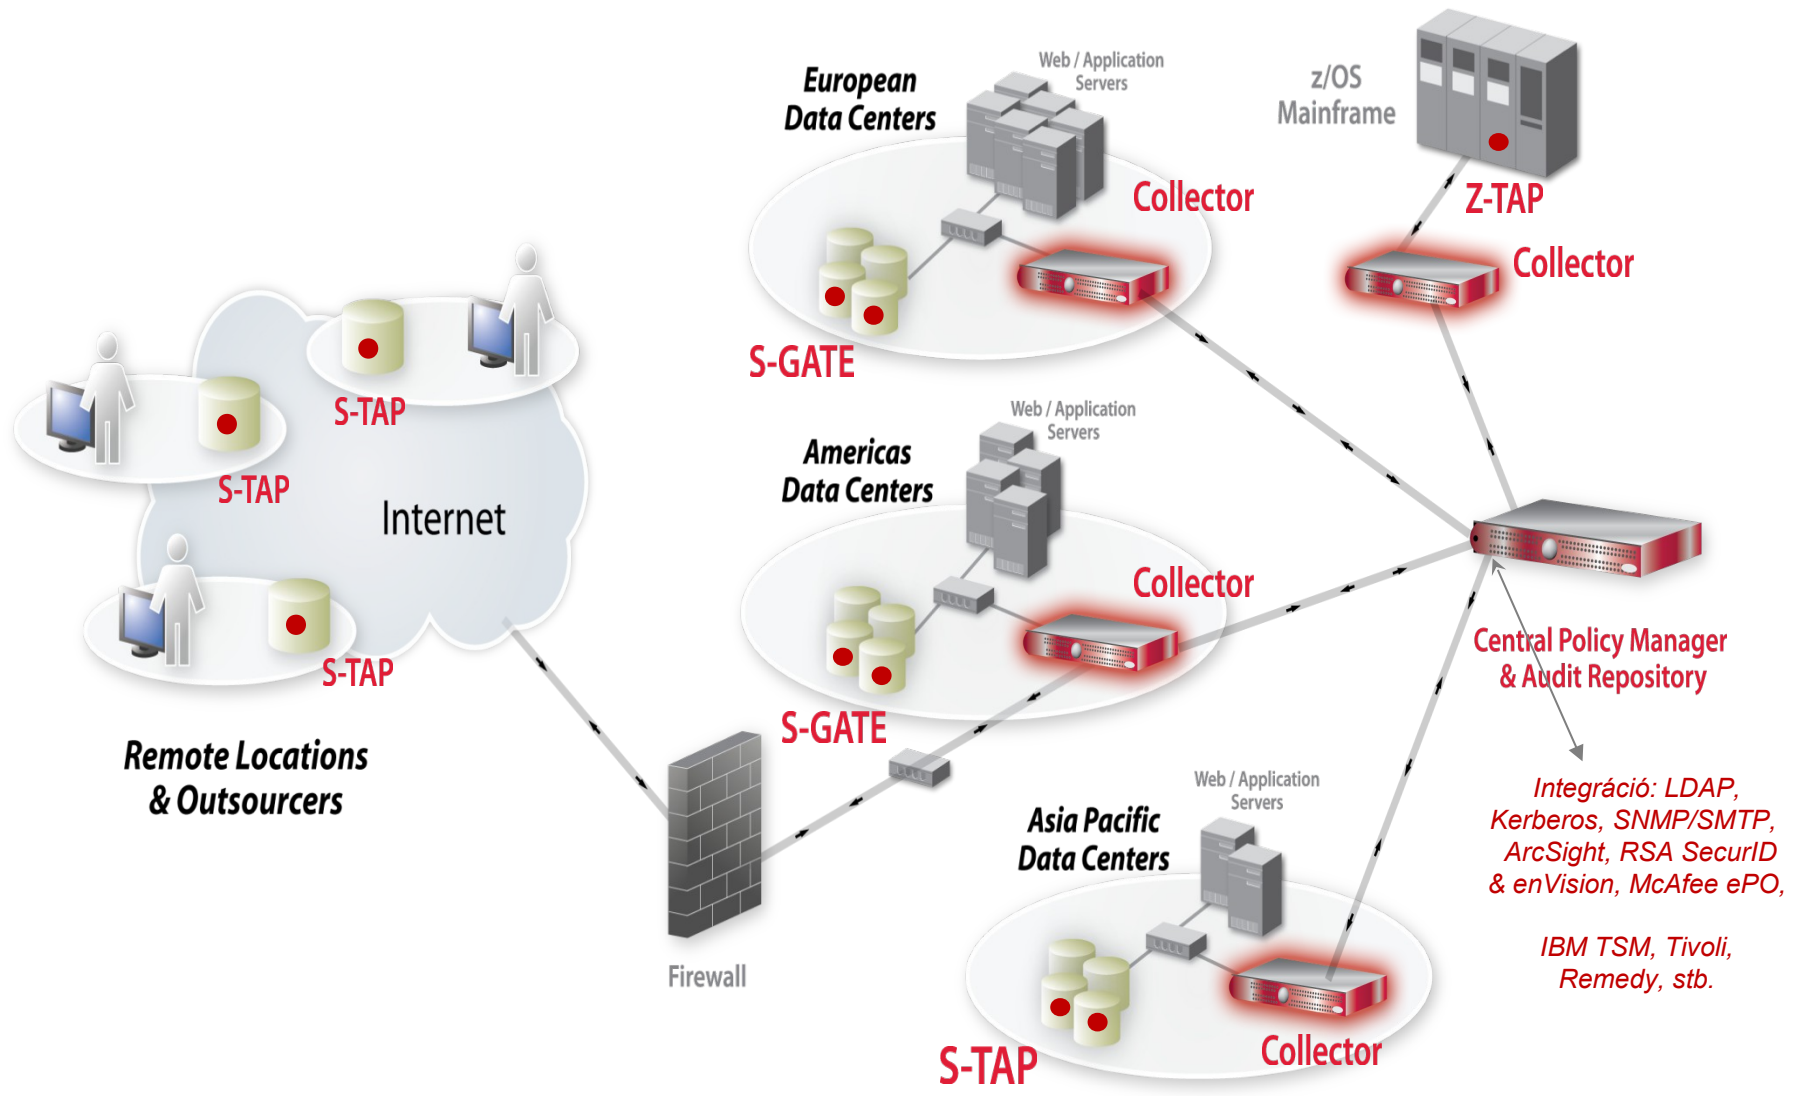 European
Data Centers
Web / Application
Servers
Collector
S-GATE
z/OS
Mainframe
Z-TAP
Collector
S-TAP
S-TAP
Internet
S-TAP
Remote Locations
& Outsourcers
Americas
Data Centers
Web / Application
Servers
Collector
S-GATE
Firewall
Central Policy Manager
& Audit Repository
Asia Pacific
Data Centers
Web / Application
Servers
S-TAP
Collector
Integráció: LDAP,
Kerberos, SNMP/SMTP,
ArcSight, RSA SecurID
& enVision, McAfee ePO,
IBM TSM, Tivoli,
Remedy, stb.